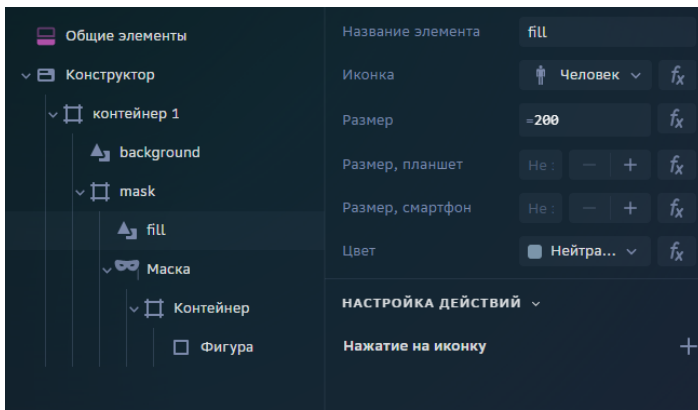 Общие элементы
Конструктор
контейнер 1
background
mask
fill
Маска
Контейнер
Фигура
Название элемента fill
Иконка Человек fx
Размер =200 fx
Размер, планшет Не : — + fx
Размер, смартфон Не : — + fx
Цвет Нейтра... fx
НАСТРОЙКА ДЕЙСТВИЙ
Нажатие на иконку +